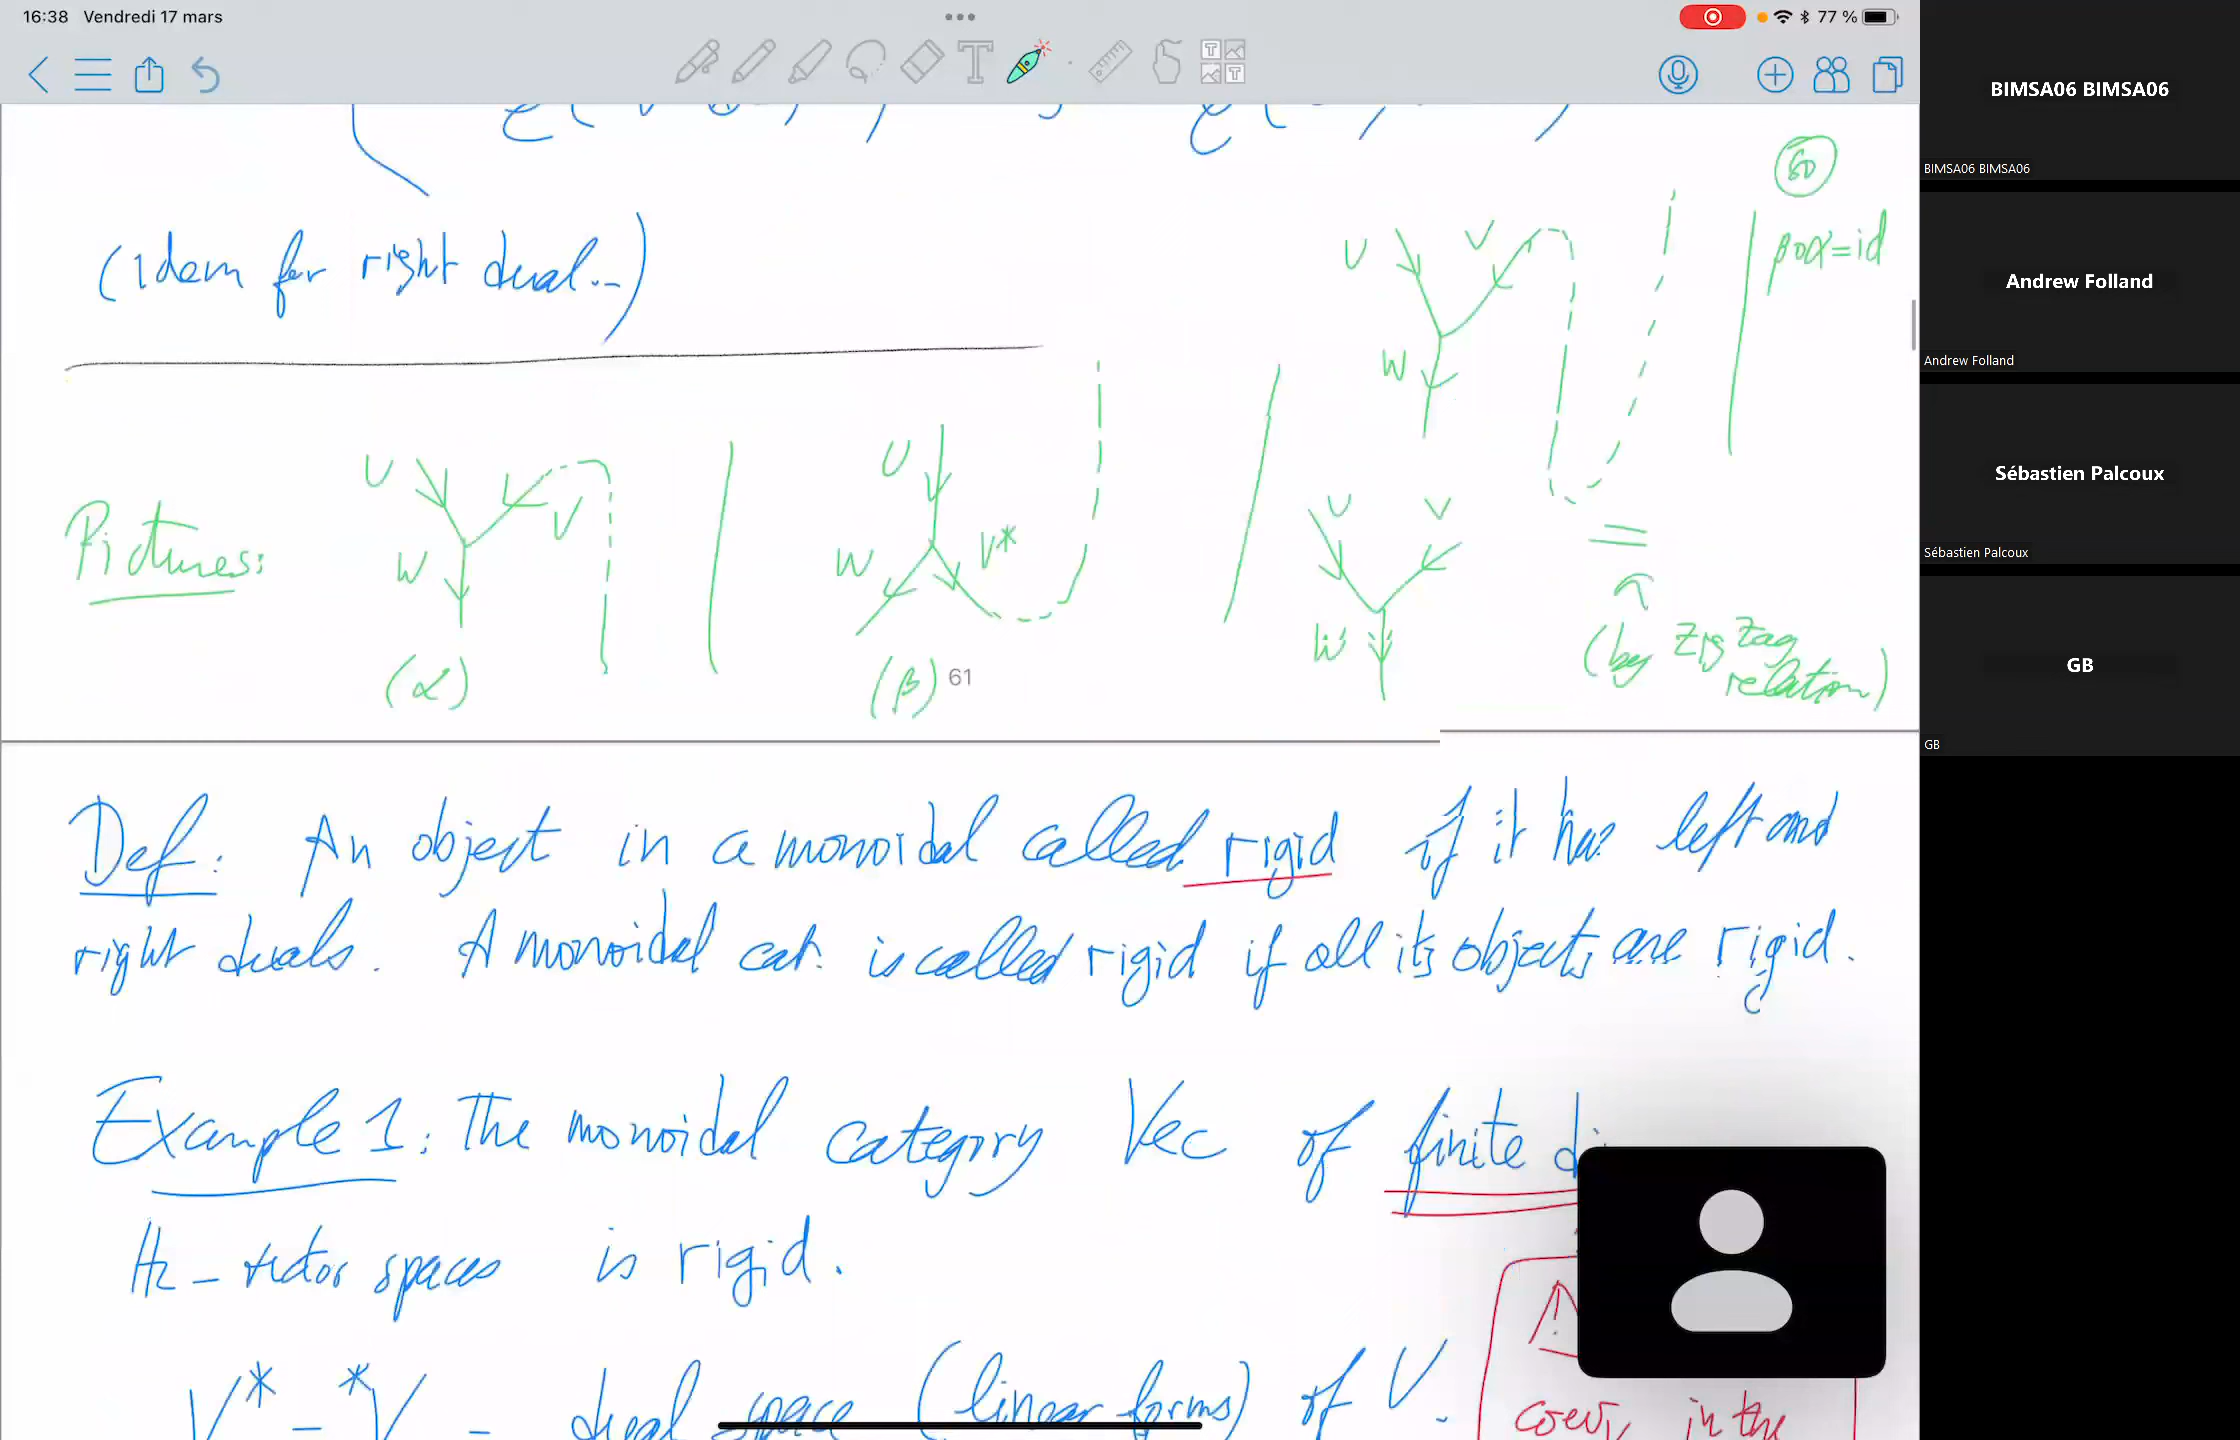 16:38 Vendredi 17 mars
77 %
(Idem for right dual...)
60
β∘α = id
U V
W
Pictures:
U V
W
(α)
U
W V*
(β)
61
U V
W
=
(by zigzag
relation)
Def: An object in a monoidal called rigid if it has left and
right duals. A monoidal cat. is called rigid if all its objects are rigid.
Example 1: The monoidal category Vec of finite
k-vector spaces is rigid.
V* = *V = dual space (linear forms) of V.
!
in the
BIMSA06 BIMSA06
BIMSA06 BIMSA06
Andrew Folland
Andrew Folland
Sébastien Palcoux
Sébastien Palcoux
GB
GB